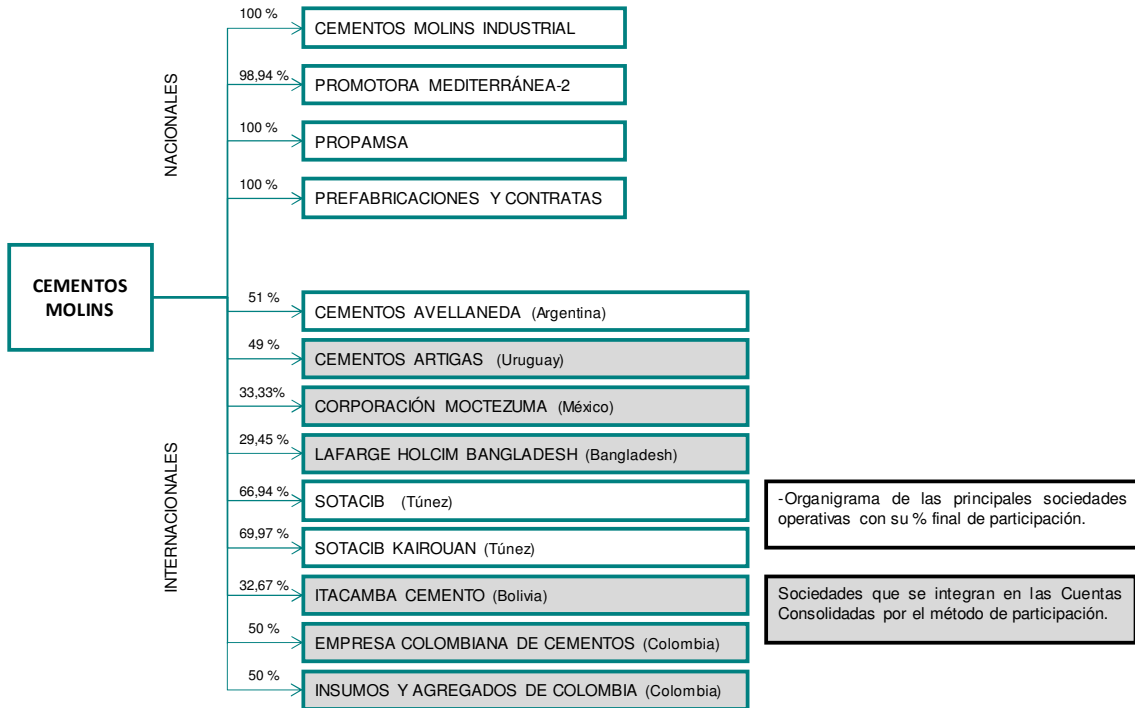 NACIONALES
100 %
CEMENTOS MOLINS INDUSTRIAL
98,94 %
PROMOTORA MEDITERRÁNEA-2
100 %
PROPAMSA
100 %
PREFABRICACIONES Y CONTRATAS
CEMENTOS
MOLINS
INTERNACIONALES
51 %
CEMENTOS AVELLANEDA (Argentina)
49 %
CEMENTOS ARTIGAS (Uruguay)
33,33%
CORPORACIÓN MOCTEZUMA (México)
29,45 %
LAFARGE HOLCIM BANGLADESH (Bangladesh)
66,94 %
SOTACIB (Túnez)
69,97 %
SOTACIB KAIROUAN (Túnez)
32,67 %
ITACAMBA CEMENTO (Bolivia)
50 %
EMPRESA COLOMBIANA DE CEMENTOS (Colombia)
50 %
INSUMOS Y AGREGADOS DE COLOMBIA (Colombia)
-Organigrama de las principales sociedades
operativas con su % final de participación.
Sociedades que se integran en las Cuentas
Consolidadas por el método de participación.